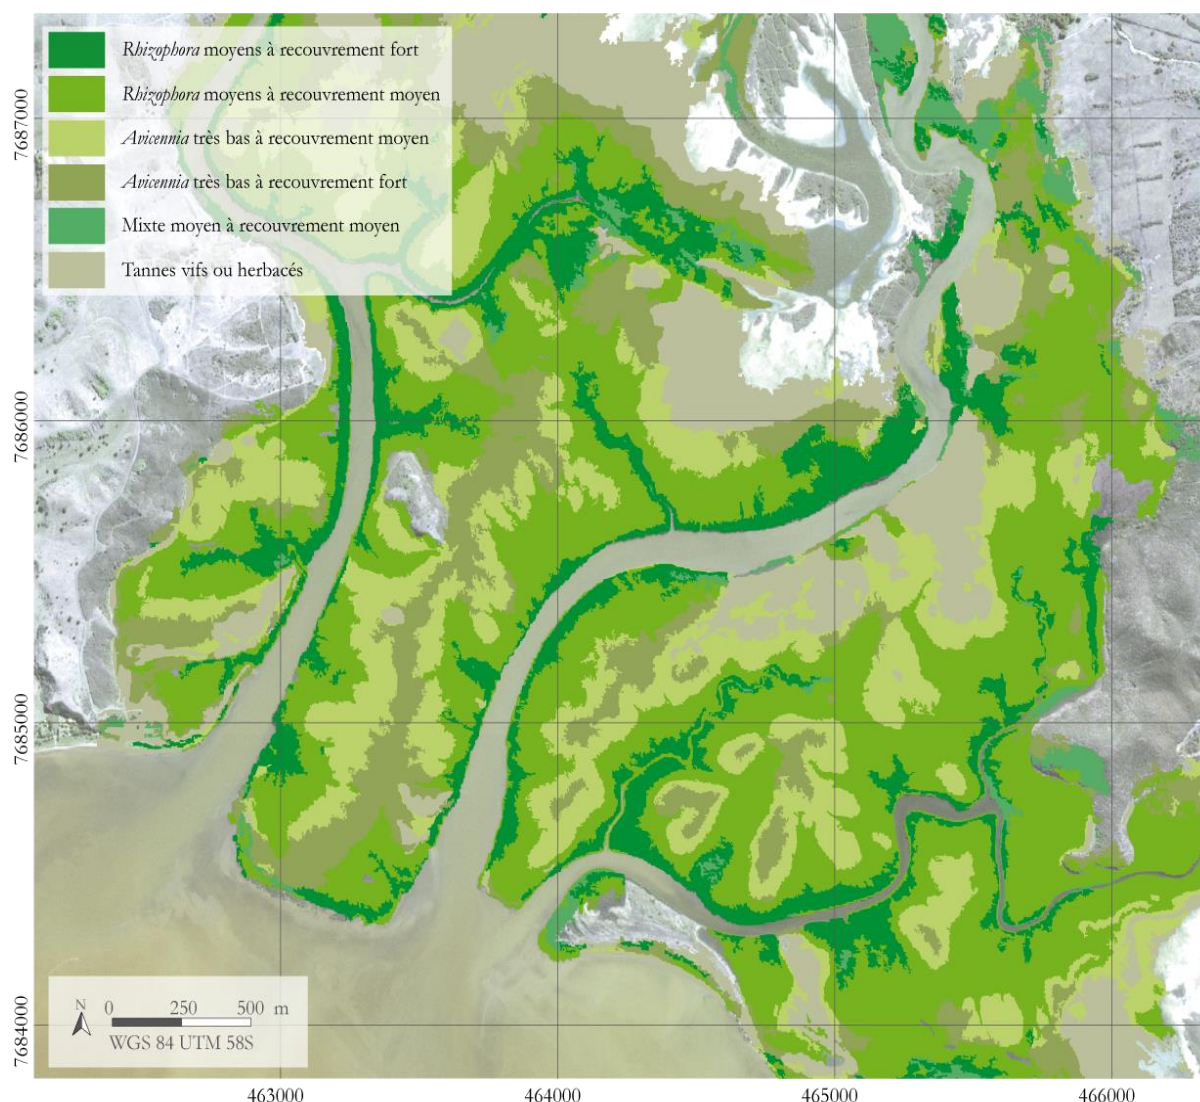 Rhizophora moyens à recouvrement fort
Rhizophora moyens à recouvrement moyen
Avicennia très bas à recouvrement moyen
Avicennia très bas à recouvrement fort
Mixte moyen à recouvrement moyen
Tannes vifs ou herbacés
7687000
7686000
7685000
7684000
N 0 250 500 m
WGS 84 UTM 58S
463000 464000 465000 466000